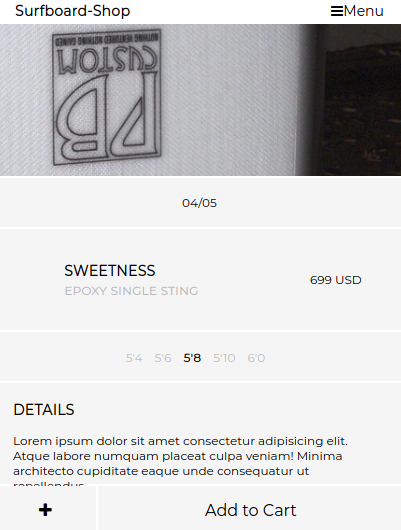 Surfboard-Shop
Menu
NOTHING VENTURED NOTHING GAINED
CUSTOM
04/05
SWEETNESS
EPOXY SINGLE STING
699 USD
5'4 5'6 5'8 5'10 6'0
DETAILS
Lorem ipsum dolor sit amet consectetur adipisicing elit.
Atque labore numquam placeat culpa veniam! Minima
architecto cupiditate eaque unde consequatur ut
repellendus
Add to Cart